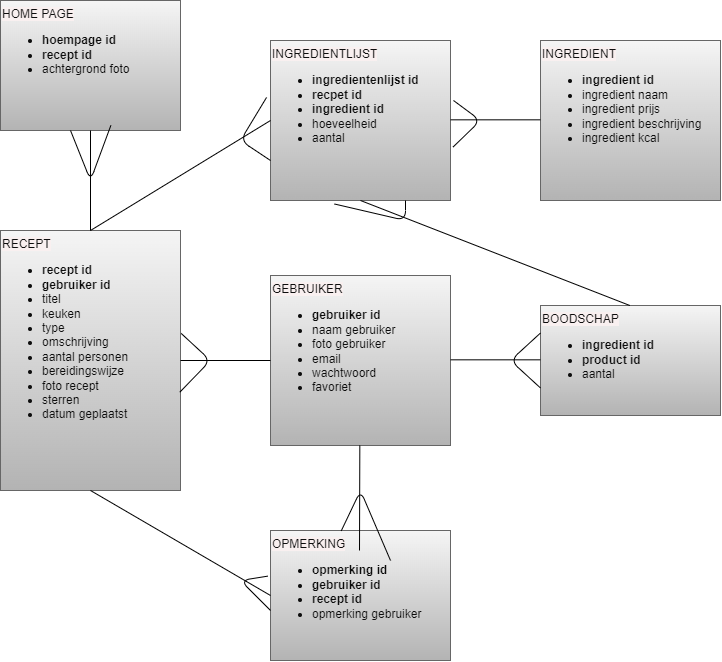 HOME PAGE
hoempage id
recept id
achtergrond foto
INGREDIENTLIJST
ingredientenlijst id
recpet id
ingredient id
hoeveelheid
aantal
INGREDIENT
ingredient id
ingredient naam
ingredient prijs
ingredient beschrijving
ingredient kcal
RECEPT
recept id
gebruiker id
titel
keuken
type
omschrijving
aantal personen
bereidingswijze
foto recept
sterren
datum geplaatst
GEBRUIKER
gebruiker id
naam gebruiker
foto gebruiker
email
wachtwoord
favoriet
BOODSCHAP
ingredient id
product id
aantal
OPMERKING
opmerking id
gebruiker id
recept id
opmerking gebruiker